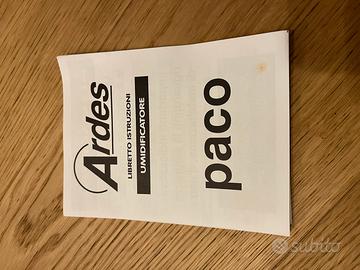 Ardes
LIBRETTO ISTRUZIONI
UMIDIFICATORE
paco
subito